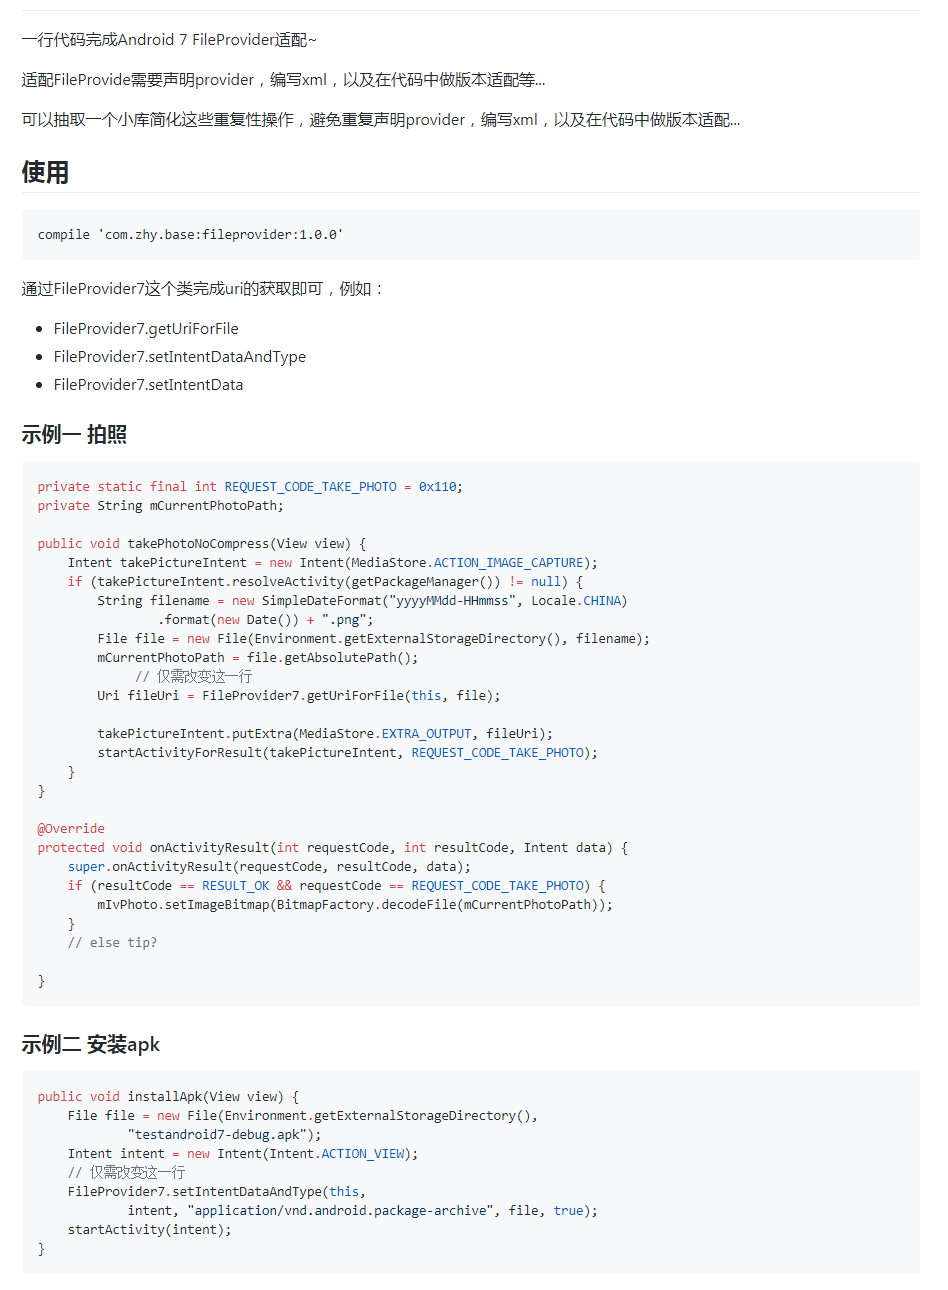 一行代码完成Android 7 FileProvider适配~
适配FileProvide需要声明provider，编写xml，以及在代码中做版本适配等...
可以抽取一个小库简化这些重复性操作，避免重复声明provider，编写xml，以及在代码中做版本适配...
使用
compile 'com.zhy.base:fileprovider:1.0.0'
通过FileProvider7这个类完成uri的获取即可，例如：
• FileProvider7.getUriForFile
• FileProvider7.setIntentDataAndType
• FileProvider7.setIntentData
示例一 拍照
private static final int REQUEST_CODE_TAKE_PHOTO = 0x110;
private String mCurrentPhotoPath;
public void takePhotoNoCompress(View view) {
    Intent takePictureIntent = new Intent(MediaStore.ACTION_IMAGE_CAPTURE);
    if (takePictureIntent.resolveActivity(getPackageManager()) != null) {
        String filename = new SimpleDateFormat("yyyyMMdd-HHmmss", Locale.CHINA)
                .format(new Date()) + ".png";
        File file = new File(Environment.getExternalStorageDirectory(), filename);
        mCurrentPhotoPath = file.getAbsolutePath();
             // 仅需改变这一行
        Uri fileUri = FileProvider7.getUriForFile(this, file);
        takePictureIntent.putExtra(MediaStore.EXTRA_OUTPUT, fileUri);
        startActivityForResult(takePictureIntent, REQUEST_CODE_TAKE_PHOTO);
    }
}
@Override
protected void onActivityResult(int requestCode, int resultCode, Intent data) {
    super.onActivityResult(requestCode, resultCode, data);
    if (resultCode == RESULT_OK && requestCode == REQUEST_CODE_TAKE_PHOTO) {
        mIvPhoto.setImageBitmap(BitmapFactory.decodeFile(mCurrentPhotoPath));
    }
    // else tip?
}
示例二 安装apk
public void installApk(View view) {
    File file = new File(Environment.getExternalStorageDirectory(),
            "testandroid7-debug.apk");
    Intent intent = new Intent(Intent.ACTION_VIEW);
    // 仅需改变这一行
    FileProvider7.setIntentDataAndType(this,
            intent, "application/vnd.android.package-archive", file, true);
    startActivity(intent);
}